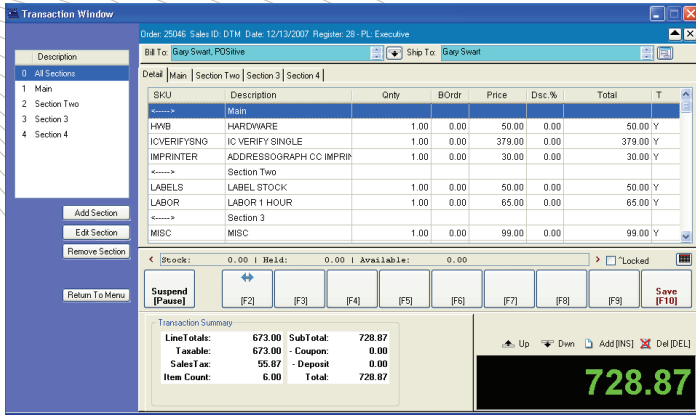 Transaction Window
Order: 25046 Sales ID: DTM Date: 12/13/2007 Register: 28 - PL: Executive
Bill To: Gary Swart, POSitive Ship To: Gary Swart
Description
0 All Sections
1 Main
2 Section Two
3 Section 3
4 Section 4
Add Section
Edit Section
Remove Section
Return To Menu
Detail Main Section Two Section 3 Section 4
SKU Description Qnty BOrdr Price Dsc.% Total T
<-----> Main
HWB HARDWARE 1.00 0.00 50.00 0.00 50.00 Y
ICVERIFYSNG IC VERIFY SINGLE 1.00 0.00 379.00 0.00 379.00 Y
IMPRINTER ADDRESSOGRAPH CC IMPRIN 1.00 0.00 30.00 0.00 30.00 Y
<-----> Section Two
LABELS LABEL STOCK 1.00 0.00 50.00 0.00 50.00 Y
LABOR LABOR 1 HOUR 1.00 0.00 65.00 0.00 65.00 Y
<-----> Section 3
MISC MISC 1.00 0.00 99.00 0.00 99.00 Y
< Stock: 0.00 | Held: 0.00 | Available: 0.00 > ^Locked
Suspend [Pause] [F2] [F3] [F4] [F5] [F6] [F7] [F8] [F9] Save [F10]
Transaction Summary
LineTotals: 673.00 SubTotal: 728.87
Taxable: 673.00 - Coupon: 0.00
SalesTax: 55.87 - Deposit 0.00
Item Count: 6.00 Total: 728.87
Up Dwn Add [INS] Del [DEL]
728.87